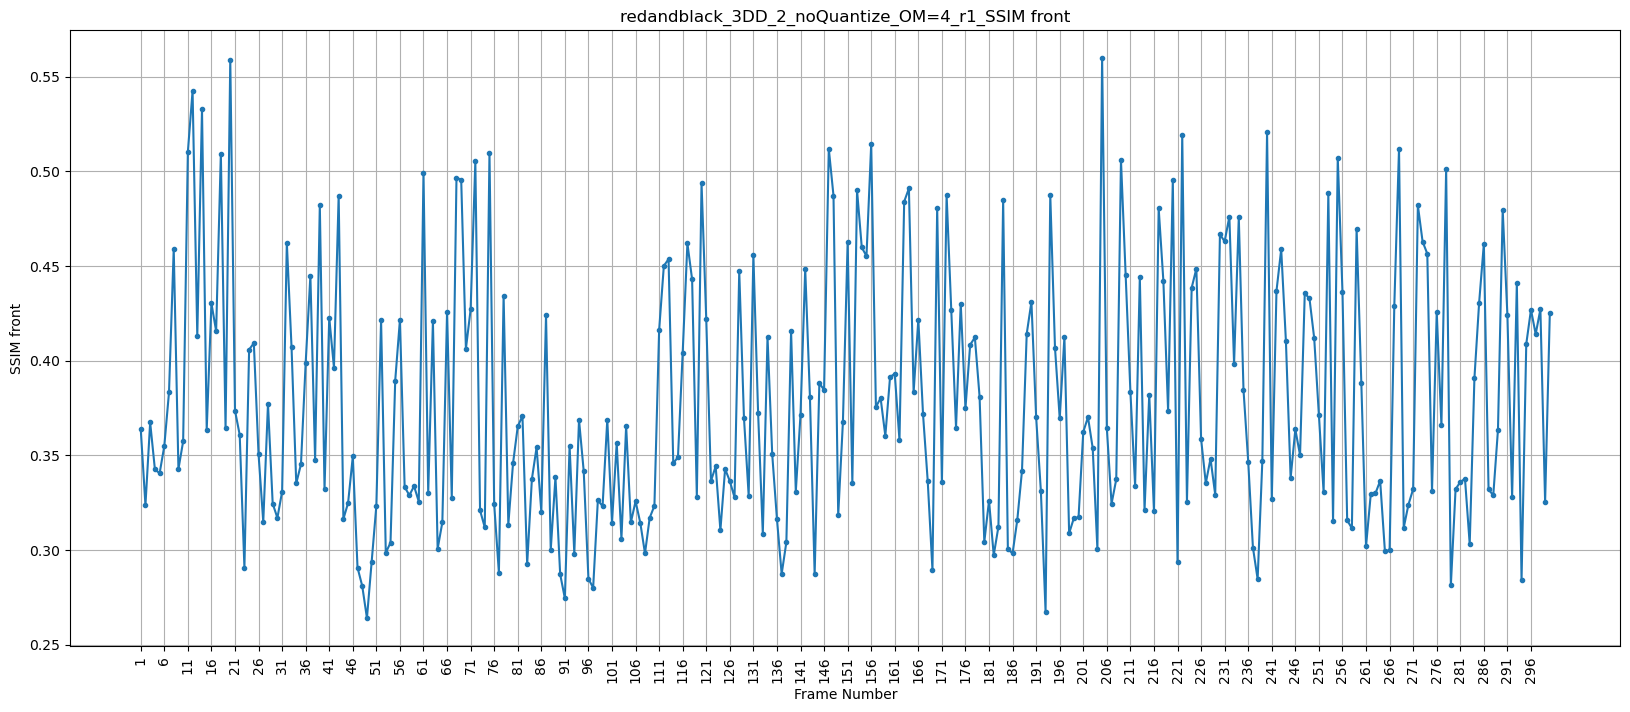 redandblack_3DD_2_noQuantize_OM=4_r1_SSIM front
0.55
0.50
0.45
0.40
0.35
0.30
0.25
SSIM front
1 6 11 16 21 26 31 36 41 46 51 56 61 66 71 76 81 86 91 96 101 106 111 116 121 126 131 136 141 146 151 156 161 166 171 176 181 186 191 196 201 206 211 216 221 226 231 236 241 246 251 256 261 266 271 276 281 286 291 296
Frame Number